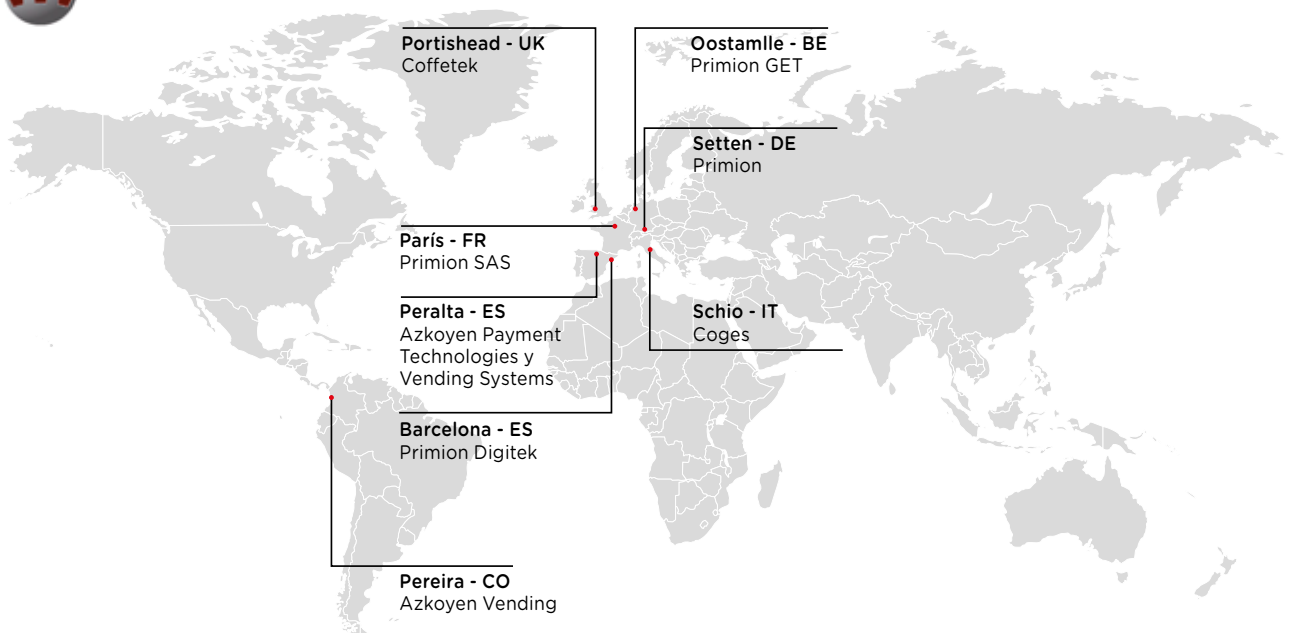 Portishead - UK
Coffetek
Oostamlle - BE
Primion GET
Setten - DE
Primion
París - FR
Primion SAS
Peralta - ES
Azkoyen Payment
Technologies y
Vending Systems
Schio - IT
Coges
Barcelona - ES
Primion Digitek
Pereira - CO
Azkoyen Vending